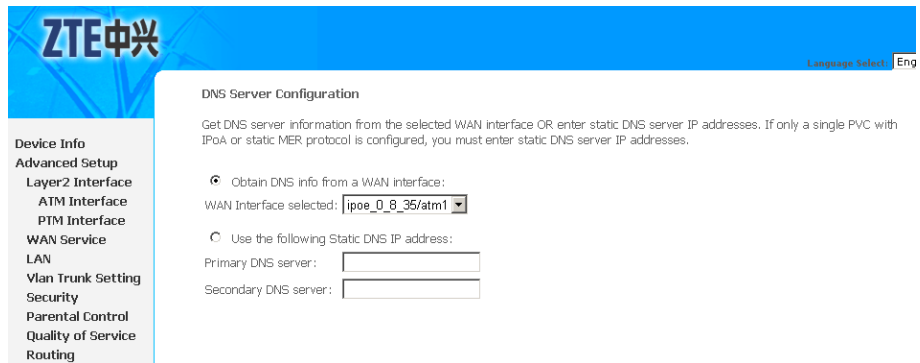 ZTE中兴
Language Select: Eng
DNS Server Configuration
Get DNS server information from the selected WAN interface OR enter static DNS server IP addresses. If only a single PVC with
IPoA or static MER protocol is configured, you must enter static DNS server IP addresses.
Obtain DNS info from a WAN interface:
WAN Interface selected: ipoe_0_8_35/atm1
Use the following Static DNS IP address:
Primary DNS server:
Secondary DNS server:
Device Info
Advanced Setup
Layer2 Interface
ATM Interface
PTM Interface
WAN Service
LAN
Vlan Trunk Setting
Security
Parental Control
Quality of Service
Routing